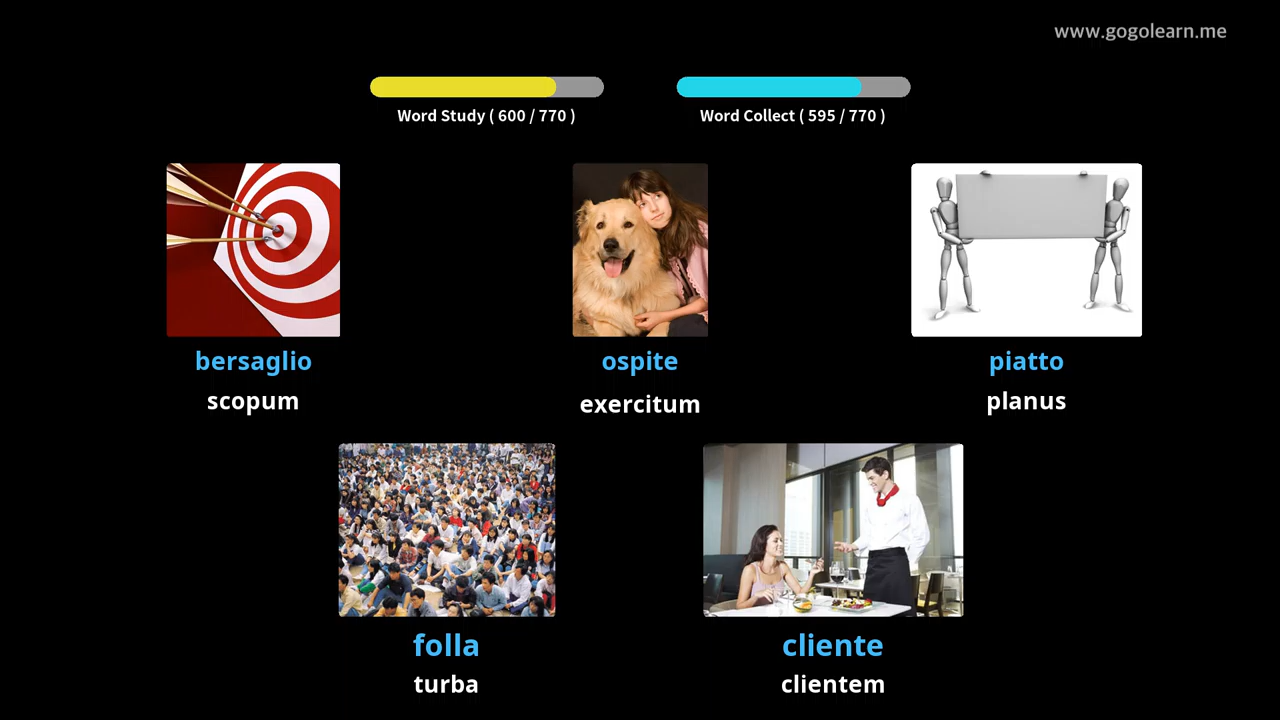 www.gogolearn.me
Word Study ( 600 / 770 )
Word Collect ( 595 / 770 )
bersaglio
scopum
ospite
exercitum
piatto
planus
folla
turba
cliente
clientem